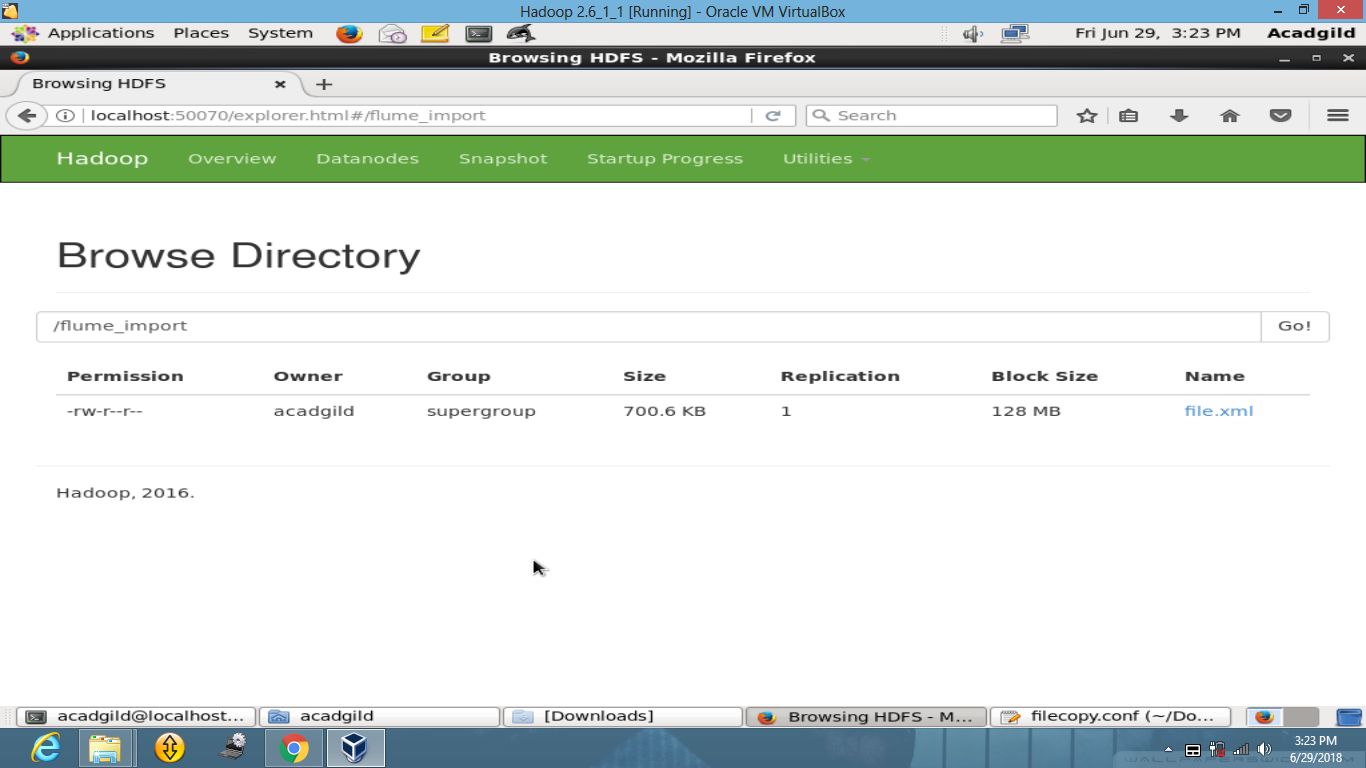 Hadoop 2.6_1_1 [Running] - Oracle VM VirtualBox
Applications Places System Fri Jun 29, 3:23 PM Acadgild
Browsing HDFS - Mozilla Firefox
Browsing HDFS
localhost:50070/explorer.html#/flume_import Search
Hadoop Overview Datanodes Snapshot Startup Progress Utilities
Browse Directory
/flume_import Go!
Permission Owner Group Size Replication Block Size Name
-rw-r--r-- acadgild supergroup 700.6 KB 1 128 MB file.xml
Hadoop, 2016.
acadgild@localhost... acadgild [Downloads] Browsing HDFS - M... filecopy.conf (~/Do...
3:23 PM
6/29/2018